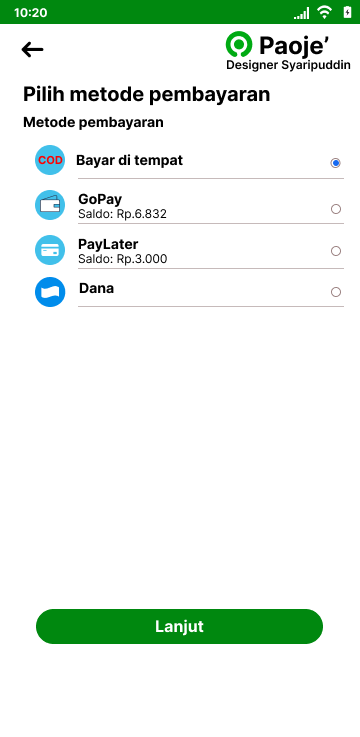 10:20
Paoje’
Designer Syaripuddin
Pilih metode pembayaran
Metode pembayaran
COD
Bayar di tempat
GoPay
Saldo: Rp.6.832
PayLater
Saldo: Rp.3.000
Dana
Lanjut